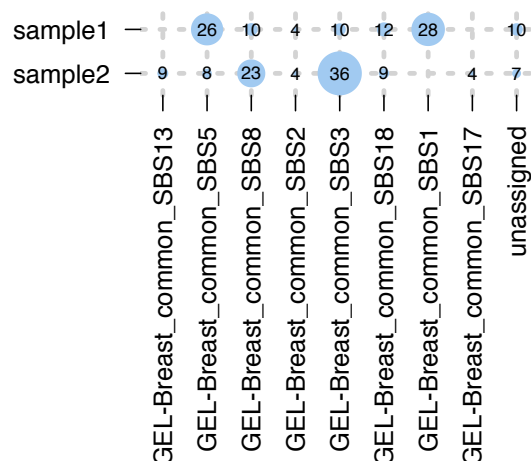 sample1 26 10 4 10 12 28 10
sample2 9 8 23 4 36 9 4 7
GEL-Breast_common_SBS13
GEL-Breast_common_SBS5
GEL-Breast_common_SBS8
GEL-Breast_common_SBS2
GEL-Breast_common_SBS3
GEL-Breast_common_SBS18
GEL-Breast_common_SBS1
GEL-Breast_common_SBS17
unassigned